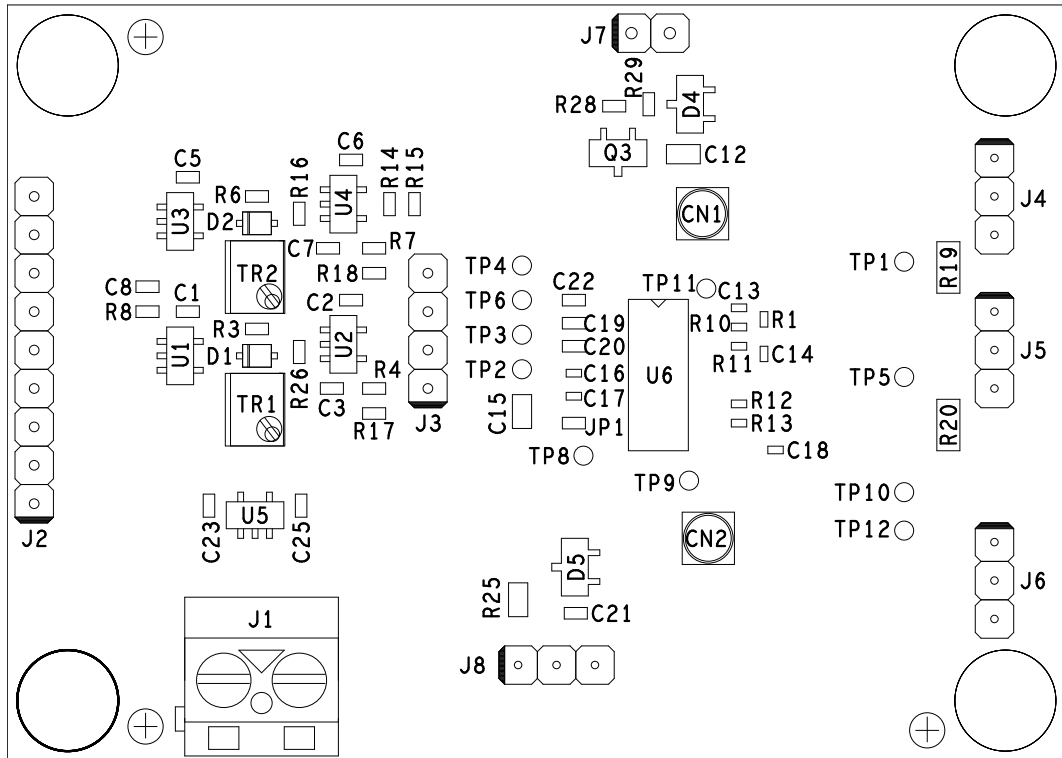 J7
R29
R28
D4
Q3
C12
C6
C5
R16
R14
R15
R6
U4
D2
U3
CN1
J4
C7
R7
TP4
TP1
R19
R18
TR2
TP11
C8
C2
TP6
C22
C13
R8
C1
R10
R1
R3
U2
TP3
C19
D1
U1
C20
R11
C14
J5
R26
R4
TP2
C16
U6
TP5
C3
C17
R12
TR1
R17
J3
C15
JP1
R13
R20
TP8
C18
TP9
TP10
J2
C23
U5
C25
CN2
TP12
D5
J6
R25
J1
C21
J8